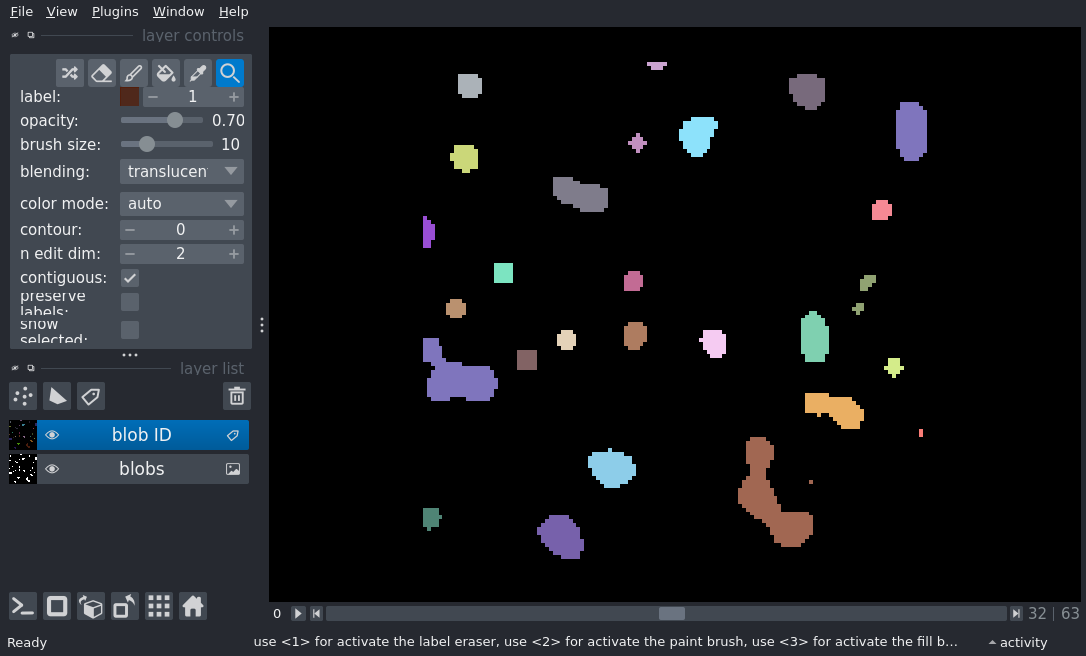 File View Plugins Window Help
layer controls
label: 1
opacity: 0.70
brush size: 10
blending: translucen
color mode: auto
contour: 0
n edit dim: 2
contiguous:
preserve
labels:
show
selected:
layer list
blob ID
blobs
0 32 63
Ready use <1> for activate the label eraser, use <2> for activate the paint brush, use <3> for activate the fill b... activity